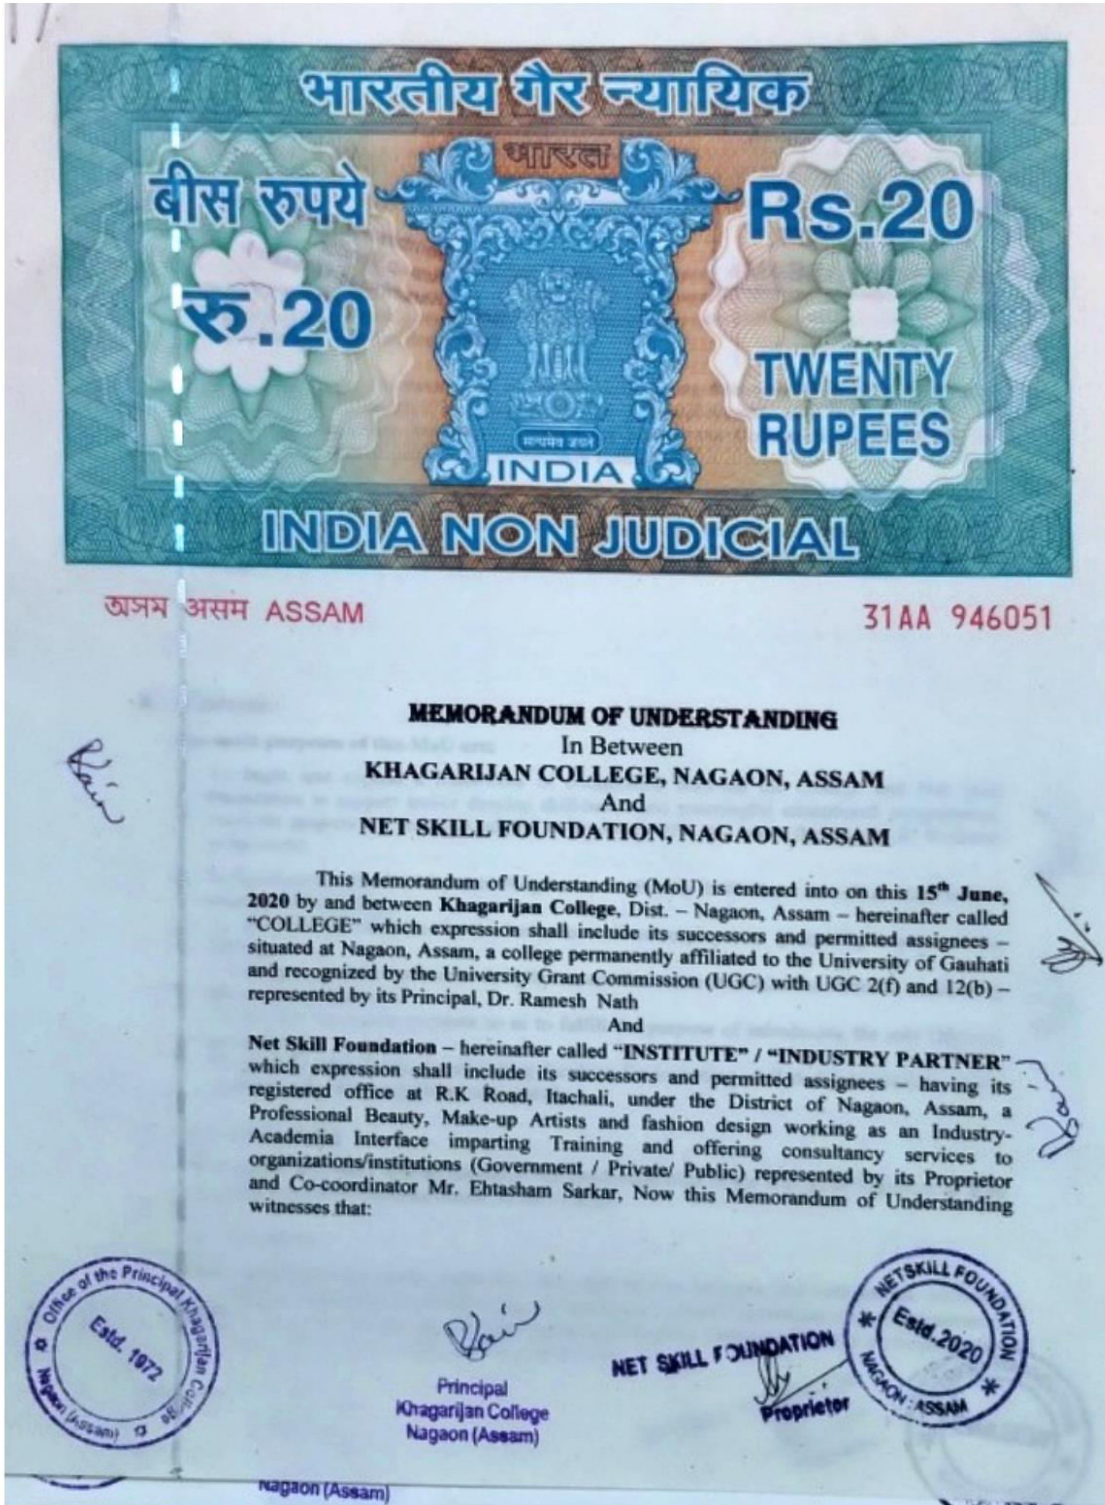 भारतीय गैर न्यायिक
भारत
बीस रुपये
रु.20
Rs.20
TWENTY
RUPEES
सत्यमेव जयते
INDIA
INDIA NON JUDICIAL
অসম असम ASSAM
31AA 946051
MEMORANDUM OF UNDERSTANDING
In Between
KHAGARIJAN COLLEGE, NAGAON, ASSAM
And
NET SKILL FOUNDATION, NAGAON, ASSAM
This Memorandum of Understanding (MoU) is entered into on this 15th June,
2020 by and between Khagarijan College, Dist. – Nagaon, Assam – hereinafter called
“COLLEGE” which expression shall include its successors and permitted assignees –
situated at Nagaon, Assam, a college permanently affiliated to the University of Gauhati
and recognized by the University Grant Commission (UGC) with UGC 2(f) and 12(b) –
represented by its Principal, Dr. Ramesh Nath
And
Net Skill Foundation – hereinafter called “INSTITUTE” / “INDUSTRY PARTNER”
which expression shall include its successors and permitted assignees – having its
registered office at R.K Road, Itachali, under the District of Nagaon, Assam, a
Professional Beauty, Make-up Artists and fashion design working as an Industry-
Academia Interface imparting Training and offering consultancy services to
organizations/institutions (Government / Private/ Public) represented by its Proprietor
and Co-coordinator Mr. Ehtasham Sarkar, Now this Memorandum of Understanding
witnesses that:
Office of the Principal Khagarijan College
Estd. 1972
Nagaon (Assam)
Principal
Khagarijan College
Nagaon (Assam)
NET SKILL FOUNDATION
Proprietor
NETSKILL FOUNDATION
Estd.2020
NAGAON : ASSAM
Nagaon (Assam)